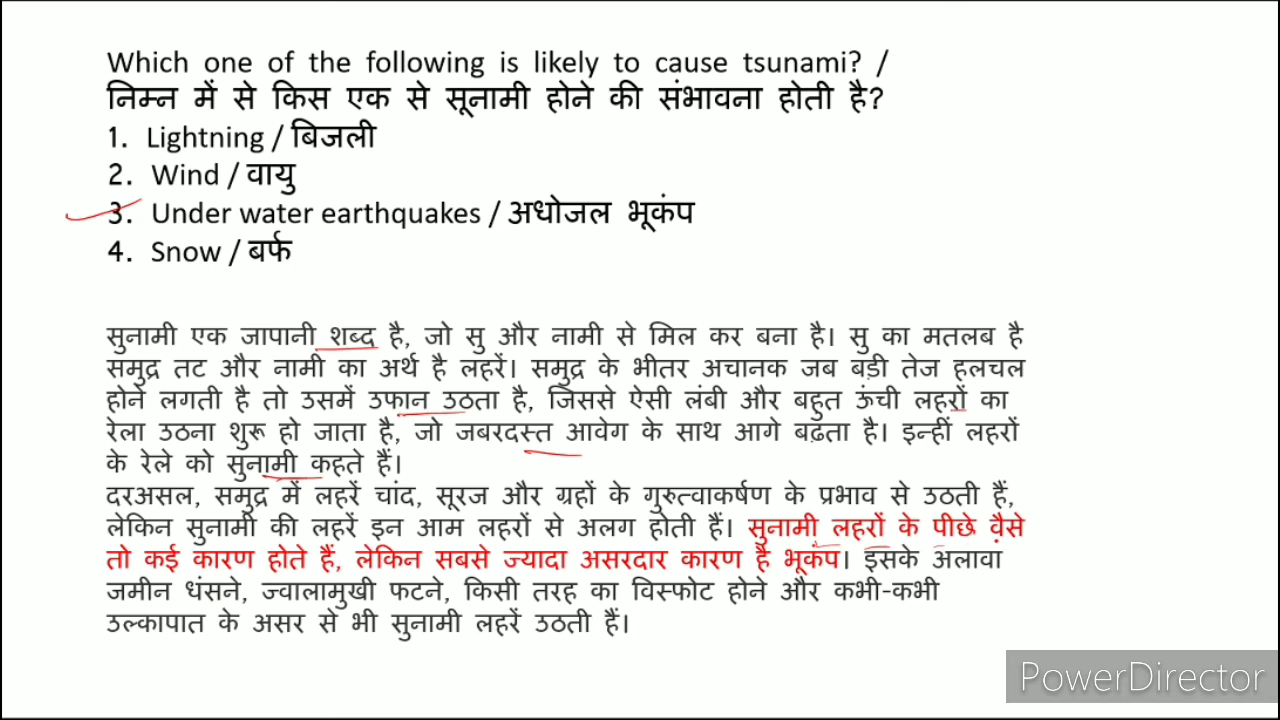 Which one of the following is likely to cause tsunami? /
निम्न में से किस एक से सूनामी होने की संभावना होती है?
1. Lightning / बिजली
2. Wind / वायु
3. Under water earthquakes / अधोजल भूकंप
4. Snow / बर्फ
सुनामी एक जापानी शब्द है, जो सु और नामी से मिल कर बना है। सु का मतलब है
समुद्र तट और नामी का अर्थ है लहरें। समुद्र के भीतर अचानक जब बड़ी तेज हलचल
होने लगती है तो उसमें उफान उठता है, जिससे ऐसी लंबी और बहुत ऊंची लहरों का
रेला उठना शुरू हो जाता है, जो जबरदस्त आवेग के साथ आगे बढ़ता है। इन्हीं लहरों
के रेले को सुनामी कहते हैं।
दरअसल, समुद्र में लहरें चांद, सूरज और ग्रहों के गुरुत्वाकर्षण के प्रभाव से उठती हैं,
लेकिन सुनामी की लहरें इन आम लहरों से अलग होती हैं। सुनामी लहरों के पीछे वैसे
तो कई कारण होते हैं, लेकिन सबसे ज्यादा असरदार कारण है भूकंप। इसके अलावा
जमीन धंसने, ज्वालामुखी फटने, किसी तरह का विस्फोट होने और कभी-कभी
उल्कापात के असर से भी सुनामी लहरें उठती हैं।
PowerDirector